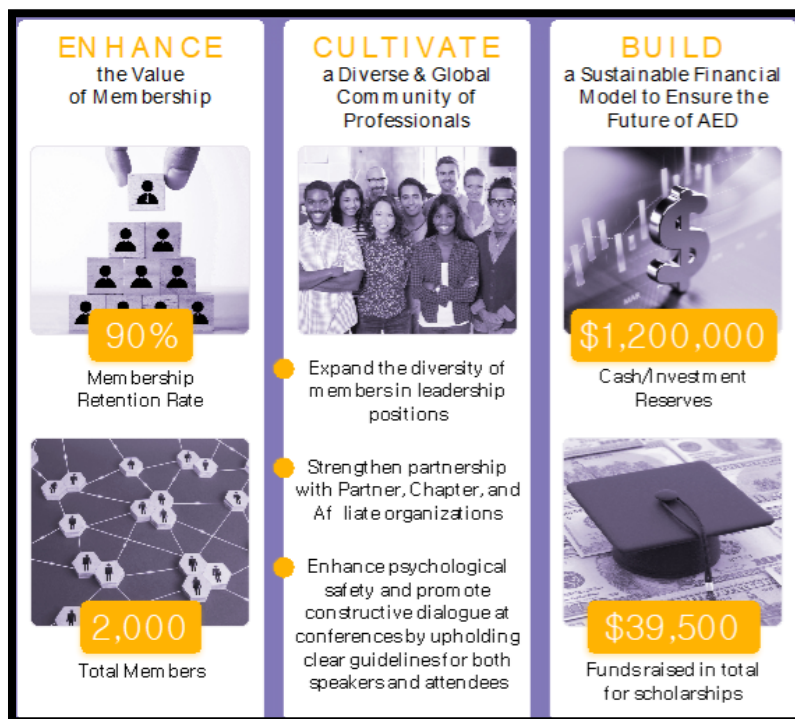 ENHANCE
the Value
of Membership
90%
Membership
Retention Rate
2,000
Total Members
CULTIVATE
a Diverse & Global
Community of
Professionals
Expand the diversity of
members in leadership
positions
Strengthen partnership
with Partner, Chapter, and
Af liate organizations
Enhance psychological
safety and promote
constructive dialogue at
conferences by upholding
clear guidelines for both
speakers and attendees
BUILD
a Sustainable Financial
Model to Ensure the
Future of AED
MAR
$1,200,000
Cash/Investment
Reserves
$39,500
Funds raised in total
for scholarships